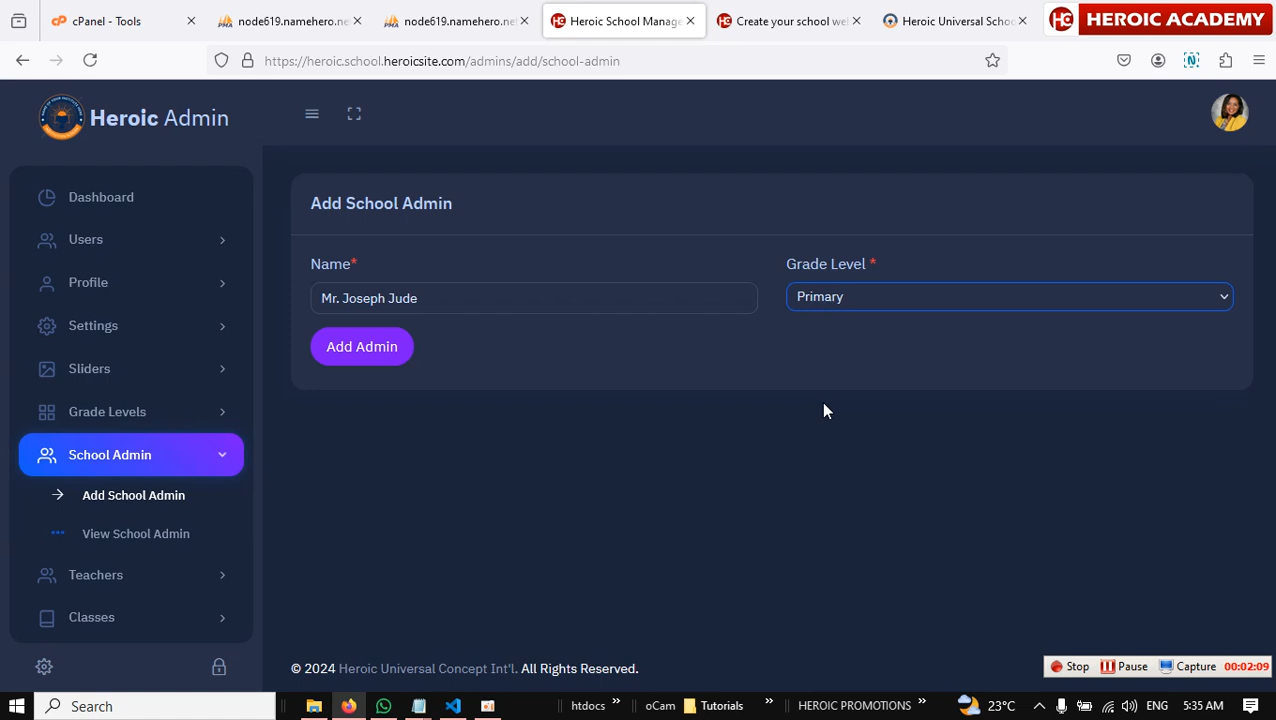 cPanel - Tools
node619.namehero.ne
node619.namehero.ne
Heroic School Manage
Create your school we
Heroic Universal Schoo
HEROIC ACADEMY
https://heroic.school.heroicsite.com/admins/add/school-admin
Heroic Admin
Dashboard
Users
Profile
Settings
Sliders
Grade Levels
School Admin
Add School Admin
View School Admin
Teachers
Classes
Add School Admin
Name*
Grade Level *
Mr. Joseph Jude
Primary
Add Admin
© 2024 Heroic Universal Concept Int'l. All Rights Reserved.
Stop
Pause
Capture
00:02:09
Search
htdocs
oCam
Tutorials
HEROIC PROMOTIONS
23°C
ENG
5:35 AM